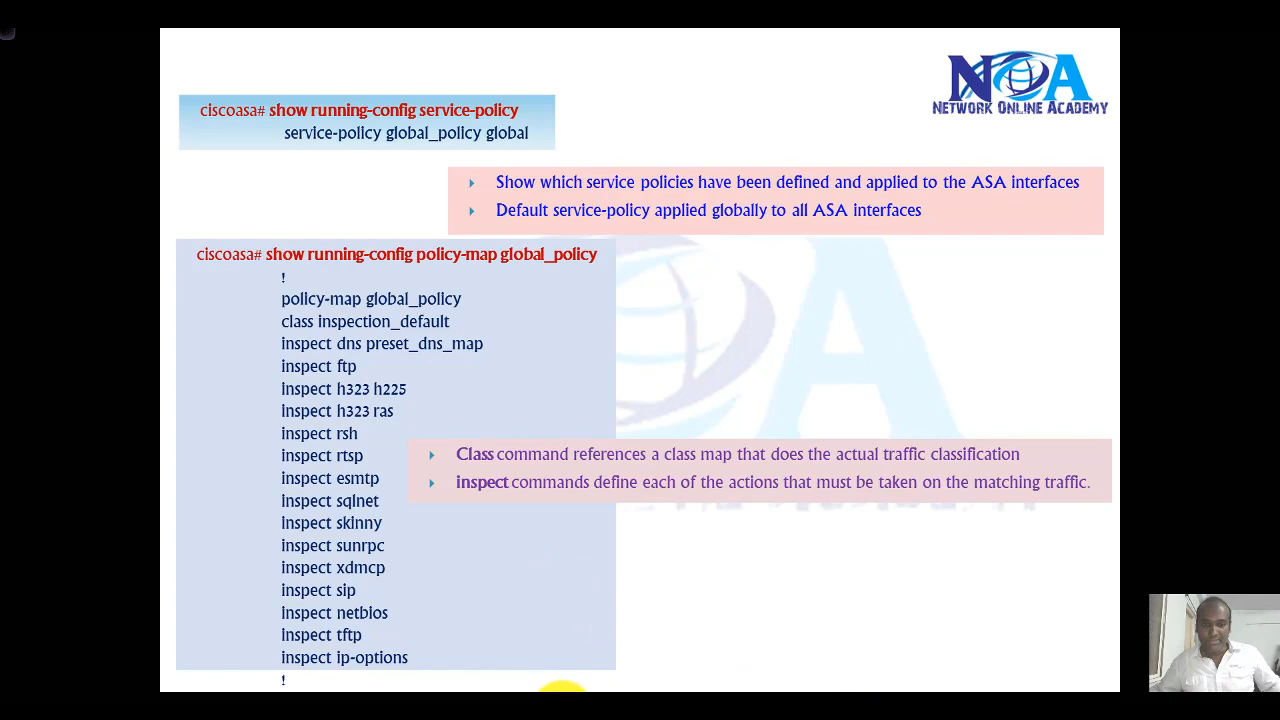 NOA
NETWORK ONLINE ACADEMY
ciscoasa# show running-config service-policy
service-policy global_policy global
Show which service policies have been defined and applied to the ASA interfaces
Default service-policy applied globally to all ASA interfaces
ciscoasa# show running-config policy-map global_policy
!
policy-map global_policy
class inspection_default
inspect dns preset_dns_map
inspect ftp
inspect h323 h225
inspect h323 ras
inspect rsh
inspect rtsp
inspect esmtp
inspect sqlnet
inspect skinny
inspect sunrpc
inspect xdmcp
inspect sip
inspect netbios
inspect tftp
inspect ip-options
!
Class command references a class map that does the actual traffic classification
inspect commands define each of the actions that must be taken on the matching traffic.